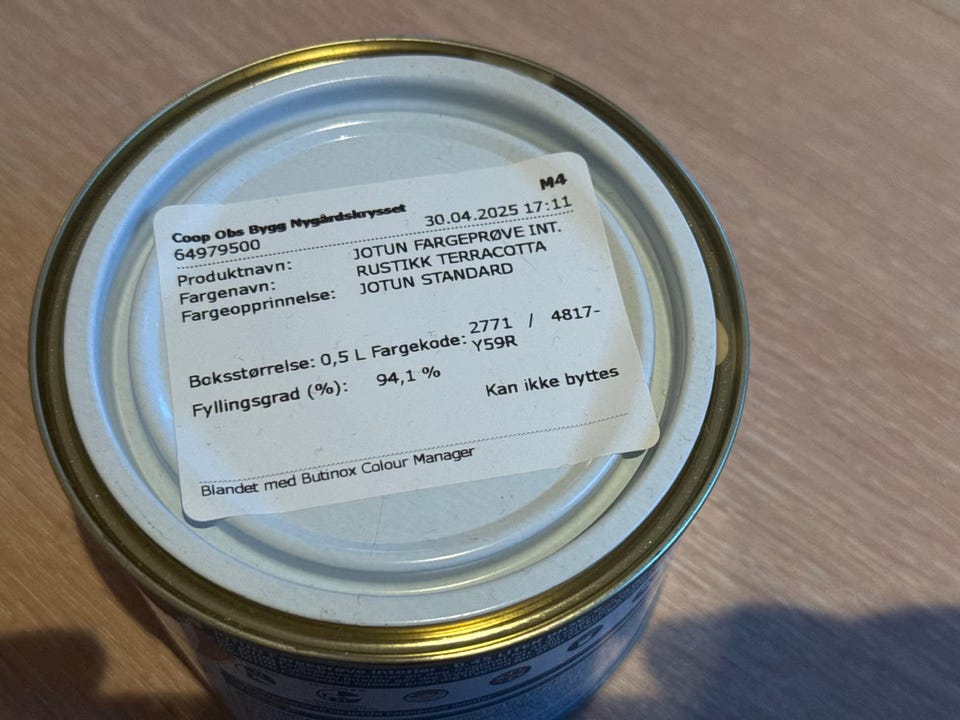 M4
Coop Obs Bygg Nygårdskrysset
64979500 30.04.2025 17:11
Produktnavn: JOTUN FARGEPRØVE INT.
Fargenavn: RUSTIKK TERRACOTTA
Fargeopprinnelse: JOTUN STANDARD
Boksstørrelse: 0,5 L Fargekode: 2771 / 4817-
Y59R
Fyllingsgrad (%): 94,1 %
Kan ikke byttes
Blandet med Butinox Colour Manager